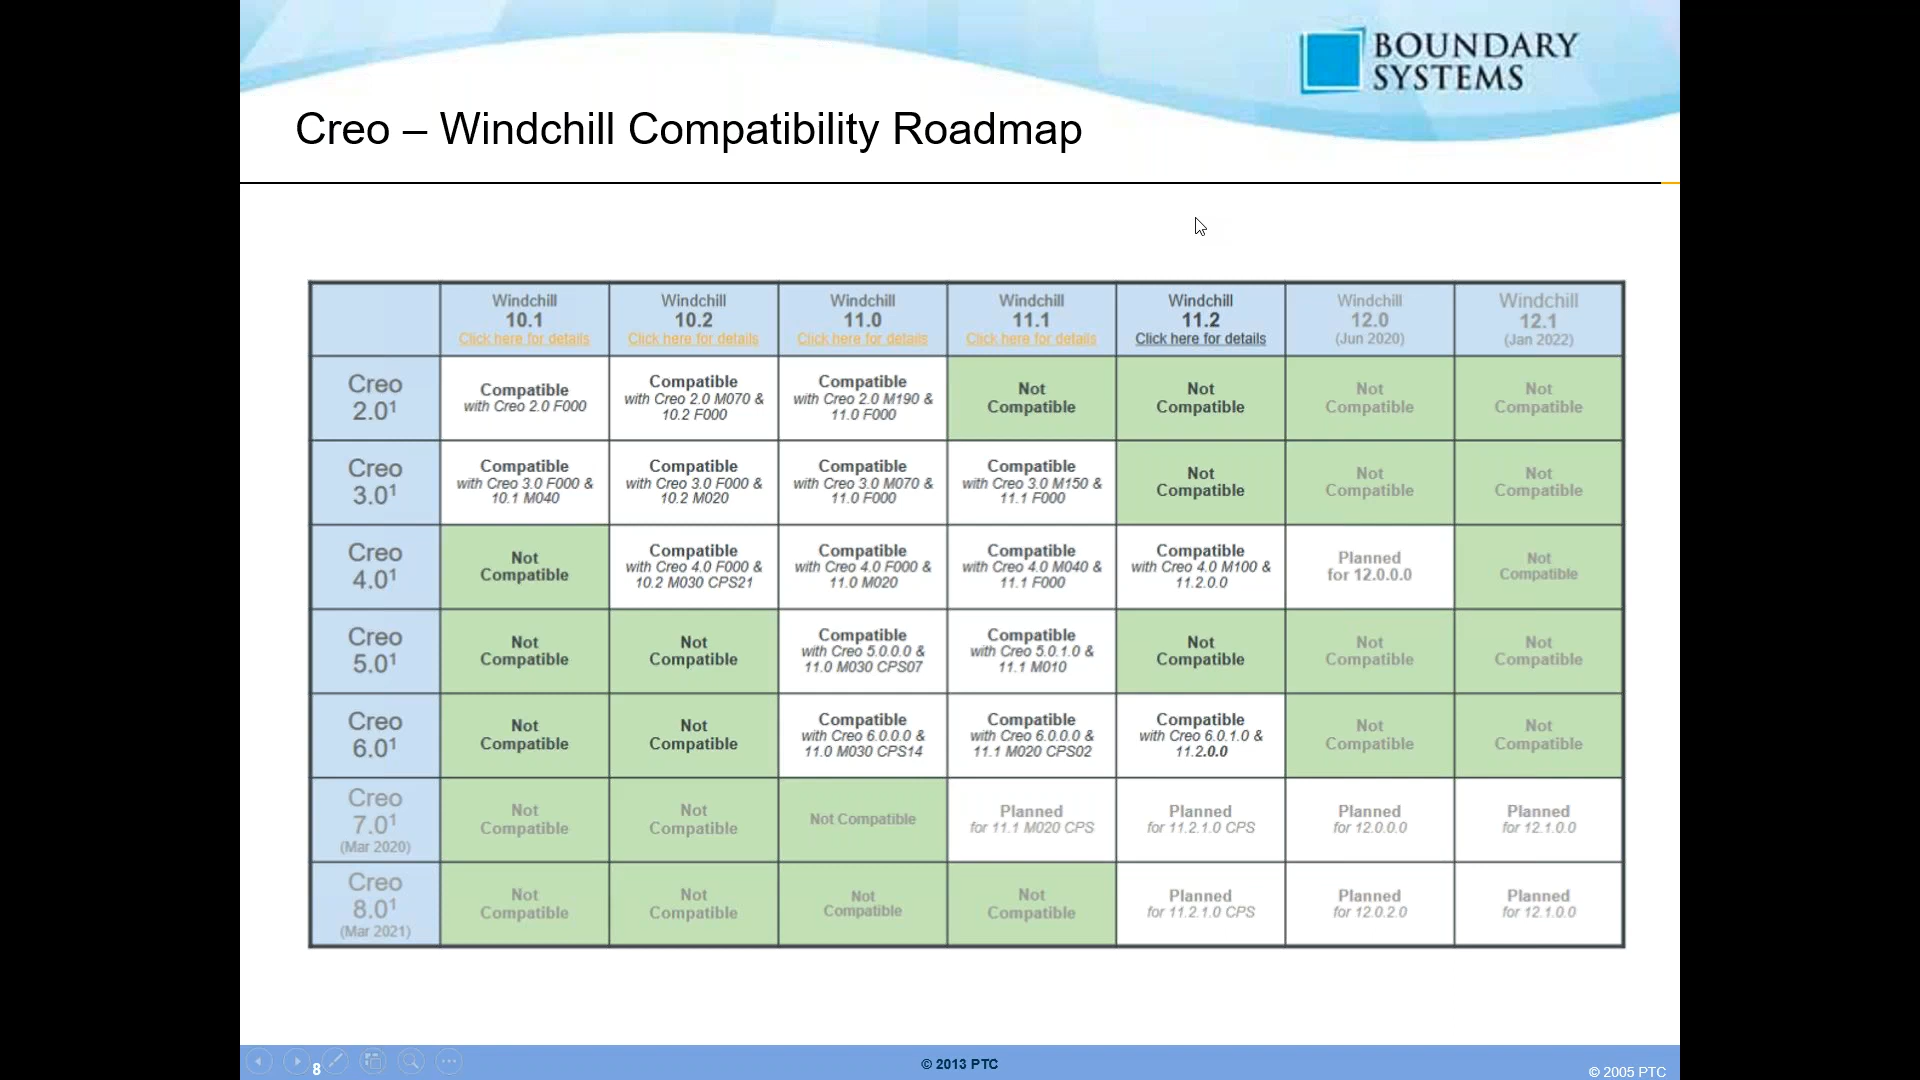 BOUNDARY
SYSTEMS
Creo – Windchill Compatibility Roadmap
Windchill
10.1
Click here for details
Windchill
10.2
Click here for details
Windchill
11.0
Click here for details
Windchill
11.1
Click here for details
Windchill
11.2
Click here for details
Windchill
12.0
(Jun 2020)
Windchill
12.1
(Jan 2022)
Creo
2.0¹
Compatible
with Creo 2.0 F000
Compatible
with Creo 2.0 M070 &
10.2 F000
Compatible
with Creo 2.0 M190 &
11.0 F000
Not
Compatible
Not
Compatible
Not
Compatible
Not
Compatible
Creo
3.0¹
Compatible
with Creo 3.0 F000 &
10.1 M040
Compatible
with Creo 3.0 F000 &
10.2 M020
Compatible
with Creo 3.0 M070 &
11.0 F000
Compatible
with Creo 3.0 M150 &
11.1 F000
Not
Compatible
Not
Compatible
Not
Compatible
Creo
4.0¹
Not
Compatible
Compatible
with Creo 4.0 F000 &
10.2 M030 CPS21
Compatible
with Creo 4.0 F000 &
11.0 M020
Compatible
with Creo 4.0 M040 &
11.1 F000
Compatible
with Creo 4.0 M100 &
11.2.0.0
Planned
for 12.0.0.0
Not
Compatible
Creo
5.0¹
Not
Compatible
Not
Compatible
Compatible
with Creo 5.0.0.0 &
11.0 M030 CPS07
Compatible
with Creo 5.0.1.0 &
11.1 M010
Not
Compatible
Not
Compatible
Not
Compatible
Creo
6.0¹
Not
Compatible
Not
Compatible
Compatible
with Creo 6.0.0.0 &
11.0 M030 CPS14
Compatible
with Creo 6.0.0.0 &
11.1 M020 CPS02
Compatible
with Creo 6.0.1.0 &
11.2.0.0
Not
Compatible
Not
Compatible
Creo
7.0¹
(Mar 2020)
Not
Compatible
Not
Compatible
Not Compatible
Planned
for 11.1 M020 CPS
Planned
for 11.2.1.0 CPS
Planned
for 12.0.0.0
Planned
for 12.1.0.0
Creo
8.0¹
(Mar 2021)
Not
Compatible
Not
Compatible
Not
Compatible
Not
Compatible
Planned
for 11.2.1.0 CPS
Planned
for 12.0.2.0
Planned
for 12.1.0.0
8
© 2013 PTC
© 2005 PTC